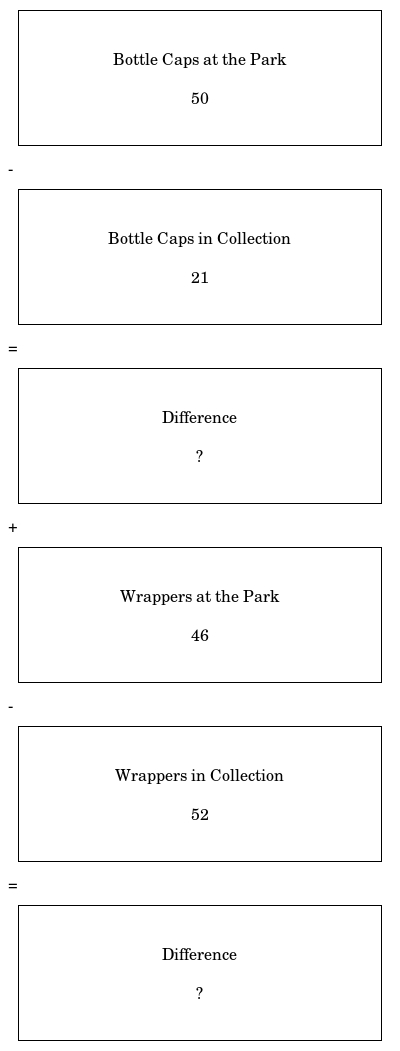 Bottle Caps at the Park
50
-
Bottle Caps in Collection
21
=
Difference
?
+
Wrappers at the Park
46
-
Wrappers in Collection
52
=
Difference
?